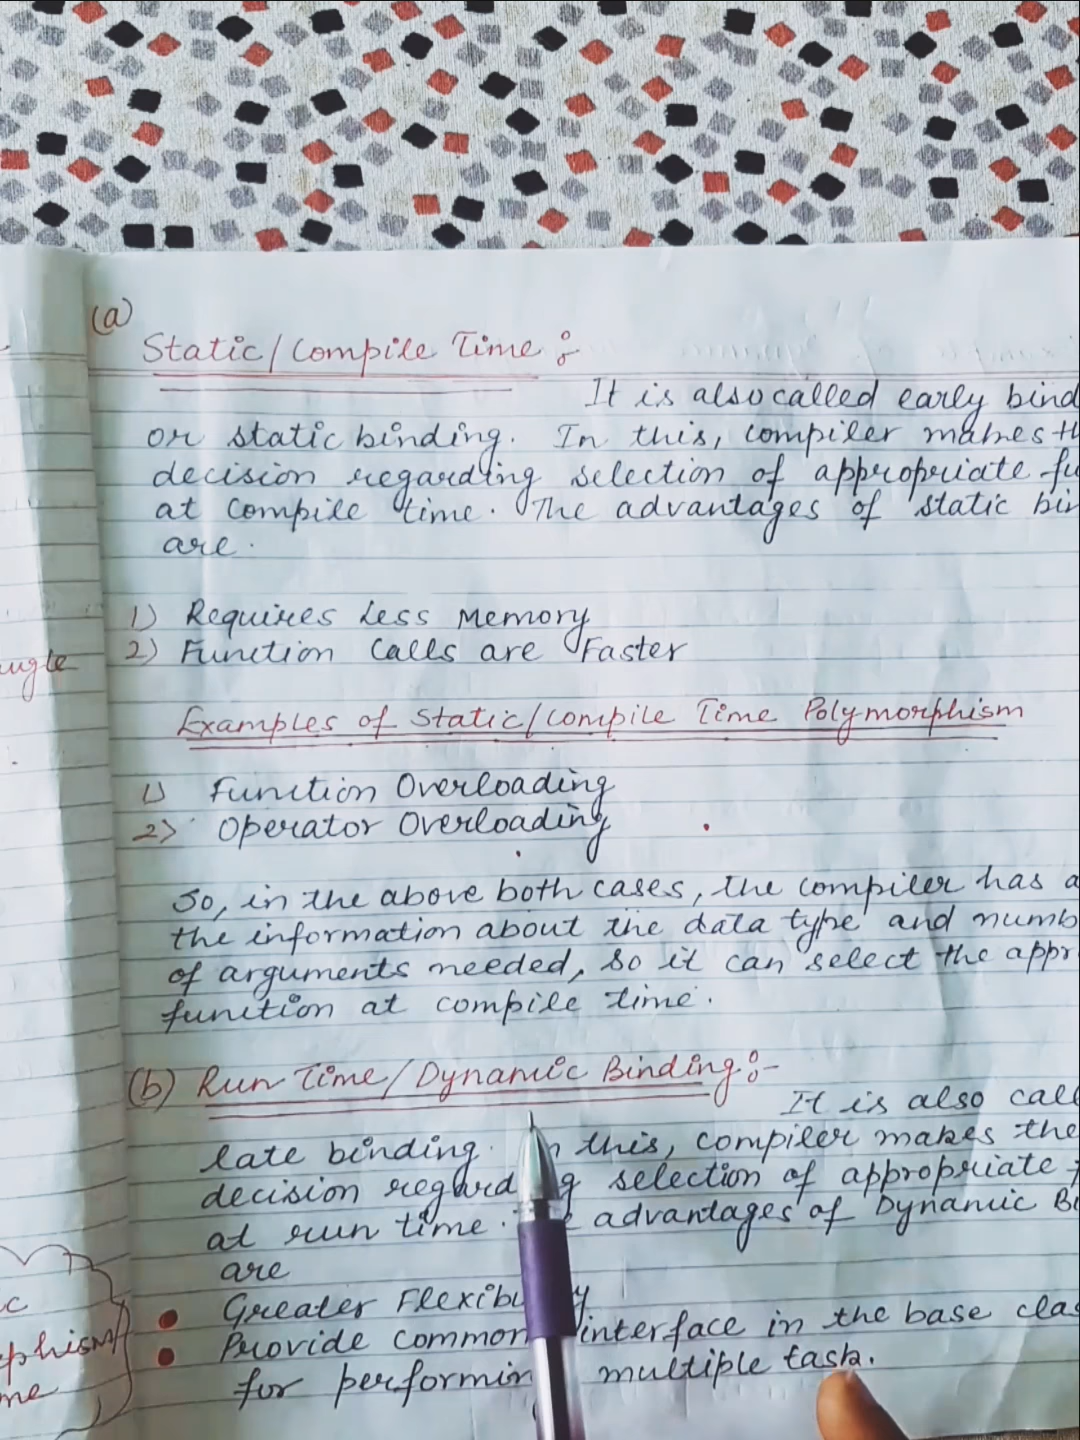 (a)
Static/Compile Time :-
It is also called early bind
or static binding. In this, compiler makes th
decision regarding selection of appropriate fu
at compile time. The advantages of static bin
are.
1) Requires Less Memory
2) Function Calls are Faster
Examples of Static/Compile Time Polymorphism
1) Function Overloading
2) Operator Overloading
So, in the above both cases, the compiler has a
the information about the data type and numb
of arguments needed, so it can select the appr
function at compile time.
(b) Run Time/Dynamic Binding:-
It is also call
late binding. n this, compiler makes the
decision regard g selection of appropriate f
at run time. advantages of Dynamic Bi
are
Greater Flexibi y
Provide common interface in the base clas
for performin multiple task.
ugle
c
phism
me